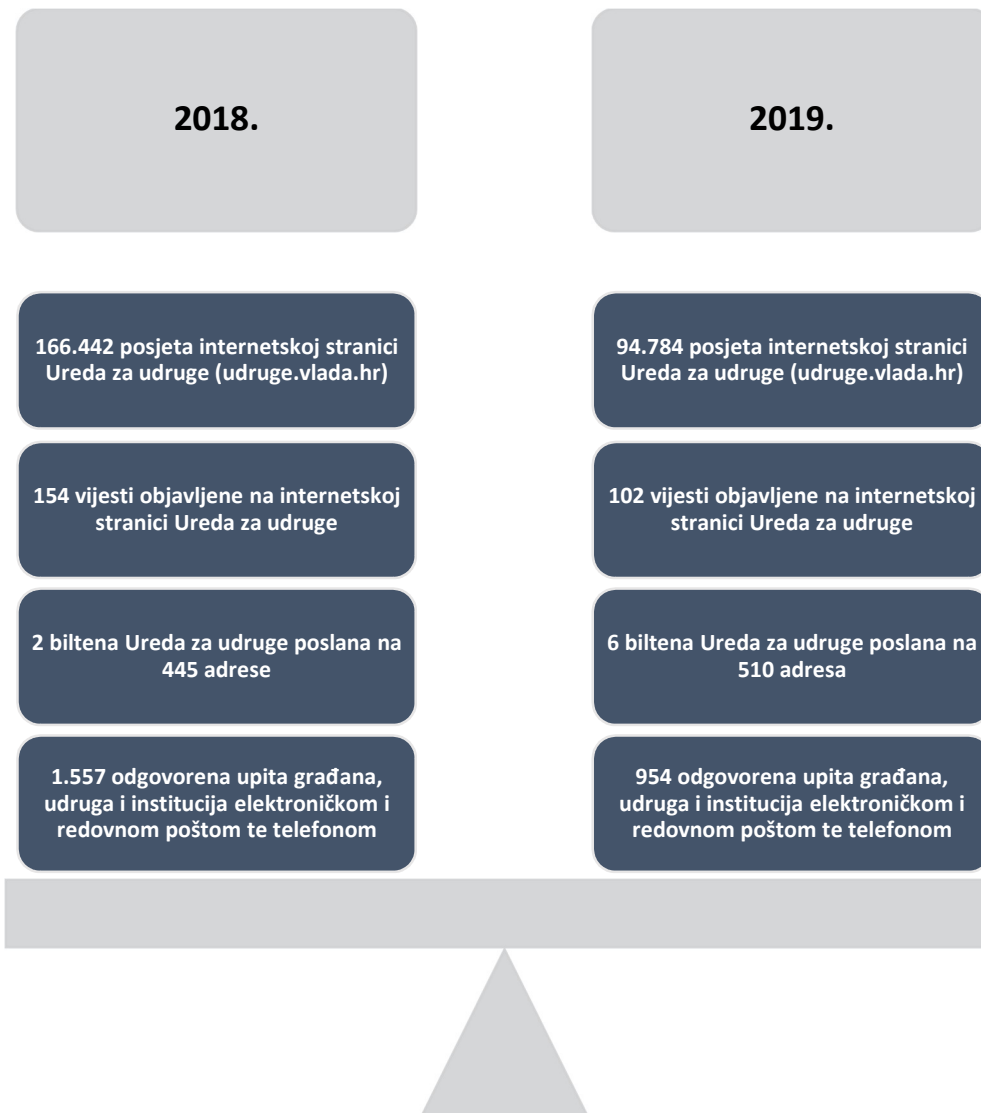 2018.
166.442 posjeta internetskoj stranici
Ureda za udruge (udruge.vlada.hr)
154 vijesti objavljene na internetskoj
stranici Ureda za udruge
2 biltena Ureda za udruge poslana na
445 adrese
1.557 odgovorena upita građana,
udruga i institucija elektroničkom i
redovnom poštom te telefonom
2019.
94.784 posjeta internetskoj stranici
Ureda za udruge (udruge.vlada.hr)
102 vijesti objavljene na internetskoj
stranici Ureda za udruge
6 biltena Ureda za udruge poslana na
510 adresa
954 odgovorena upita građana,
udruga i institucija elektroničkom i
redovnom poštom te telefonom